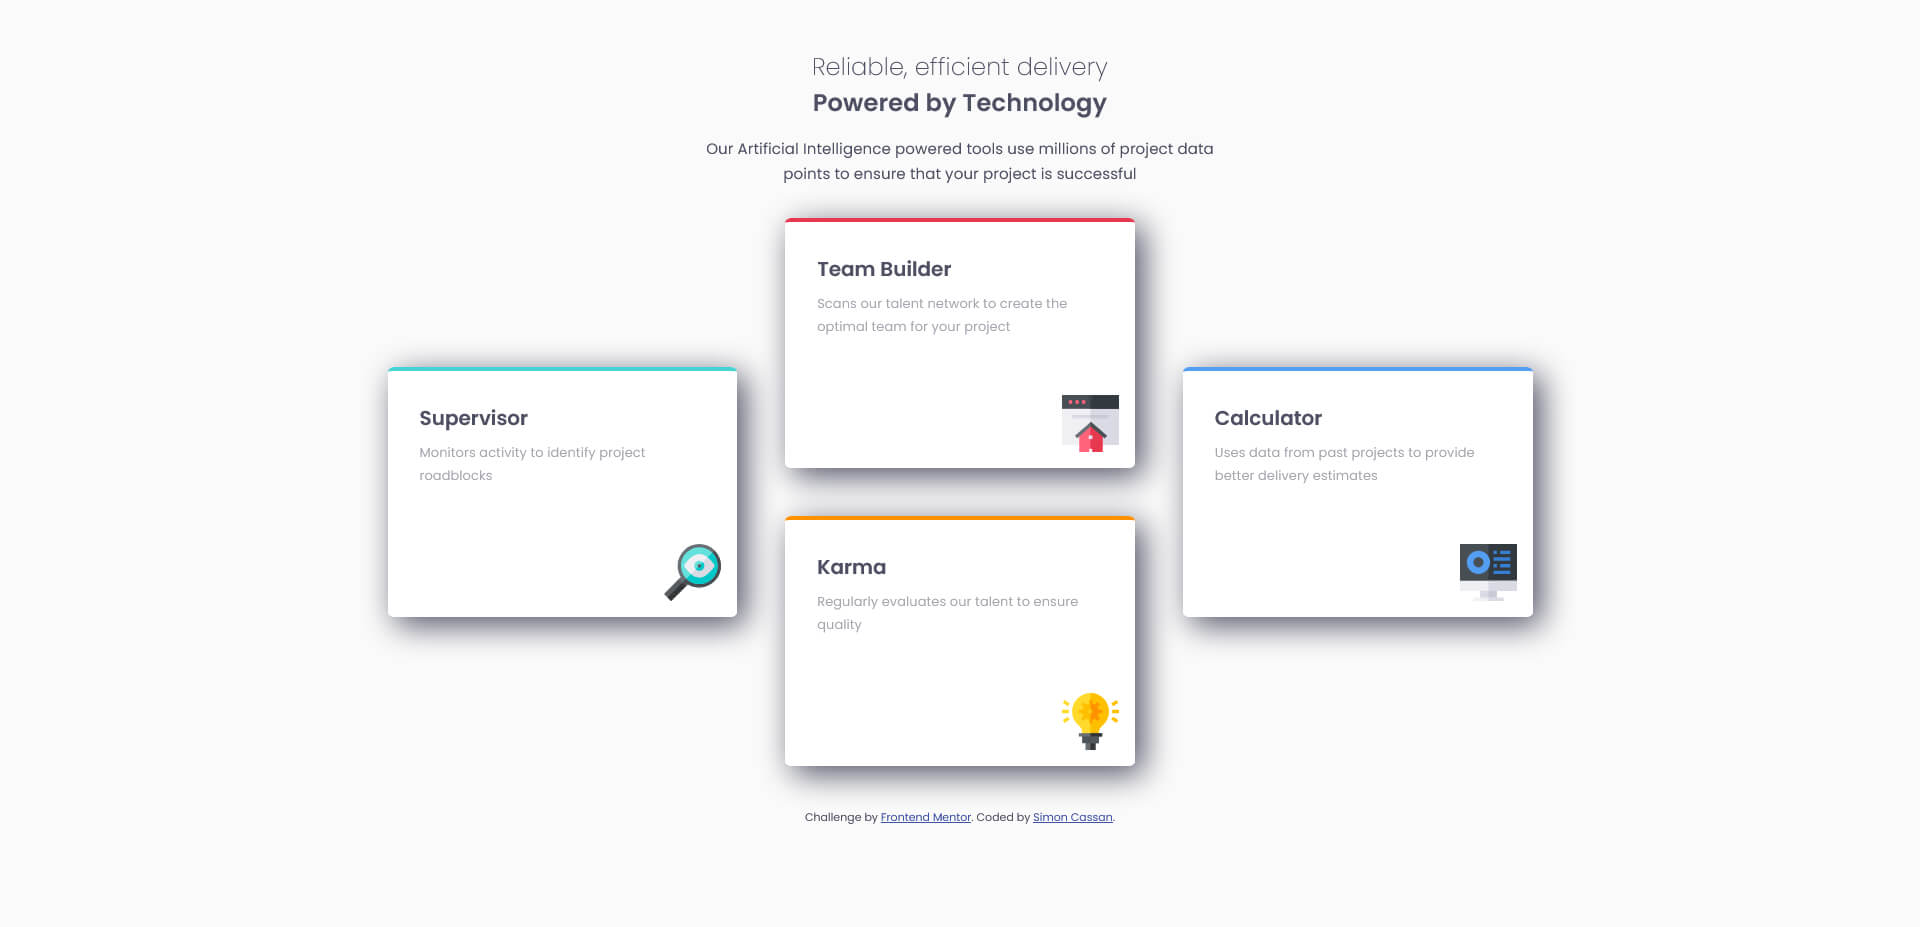 Reliable, efficient delivery
Powered by Technology
Our Artificial Intelligence powered tools use millions of project data
points to ensure that your project is successful
Supervisor
Monitors activity to identify project
roadblocks
Team Builder
Scans our talent network to create the
optimal team for your project
Karma
Regularly evaluates our talent to ensure
quality
Calculator
Uses data from past projects to provide
better delivery estimates
Challenge by Frontend Mentor. Coded by Simon Cassan.